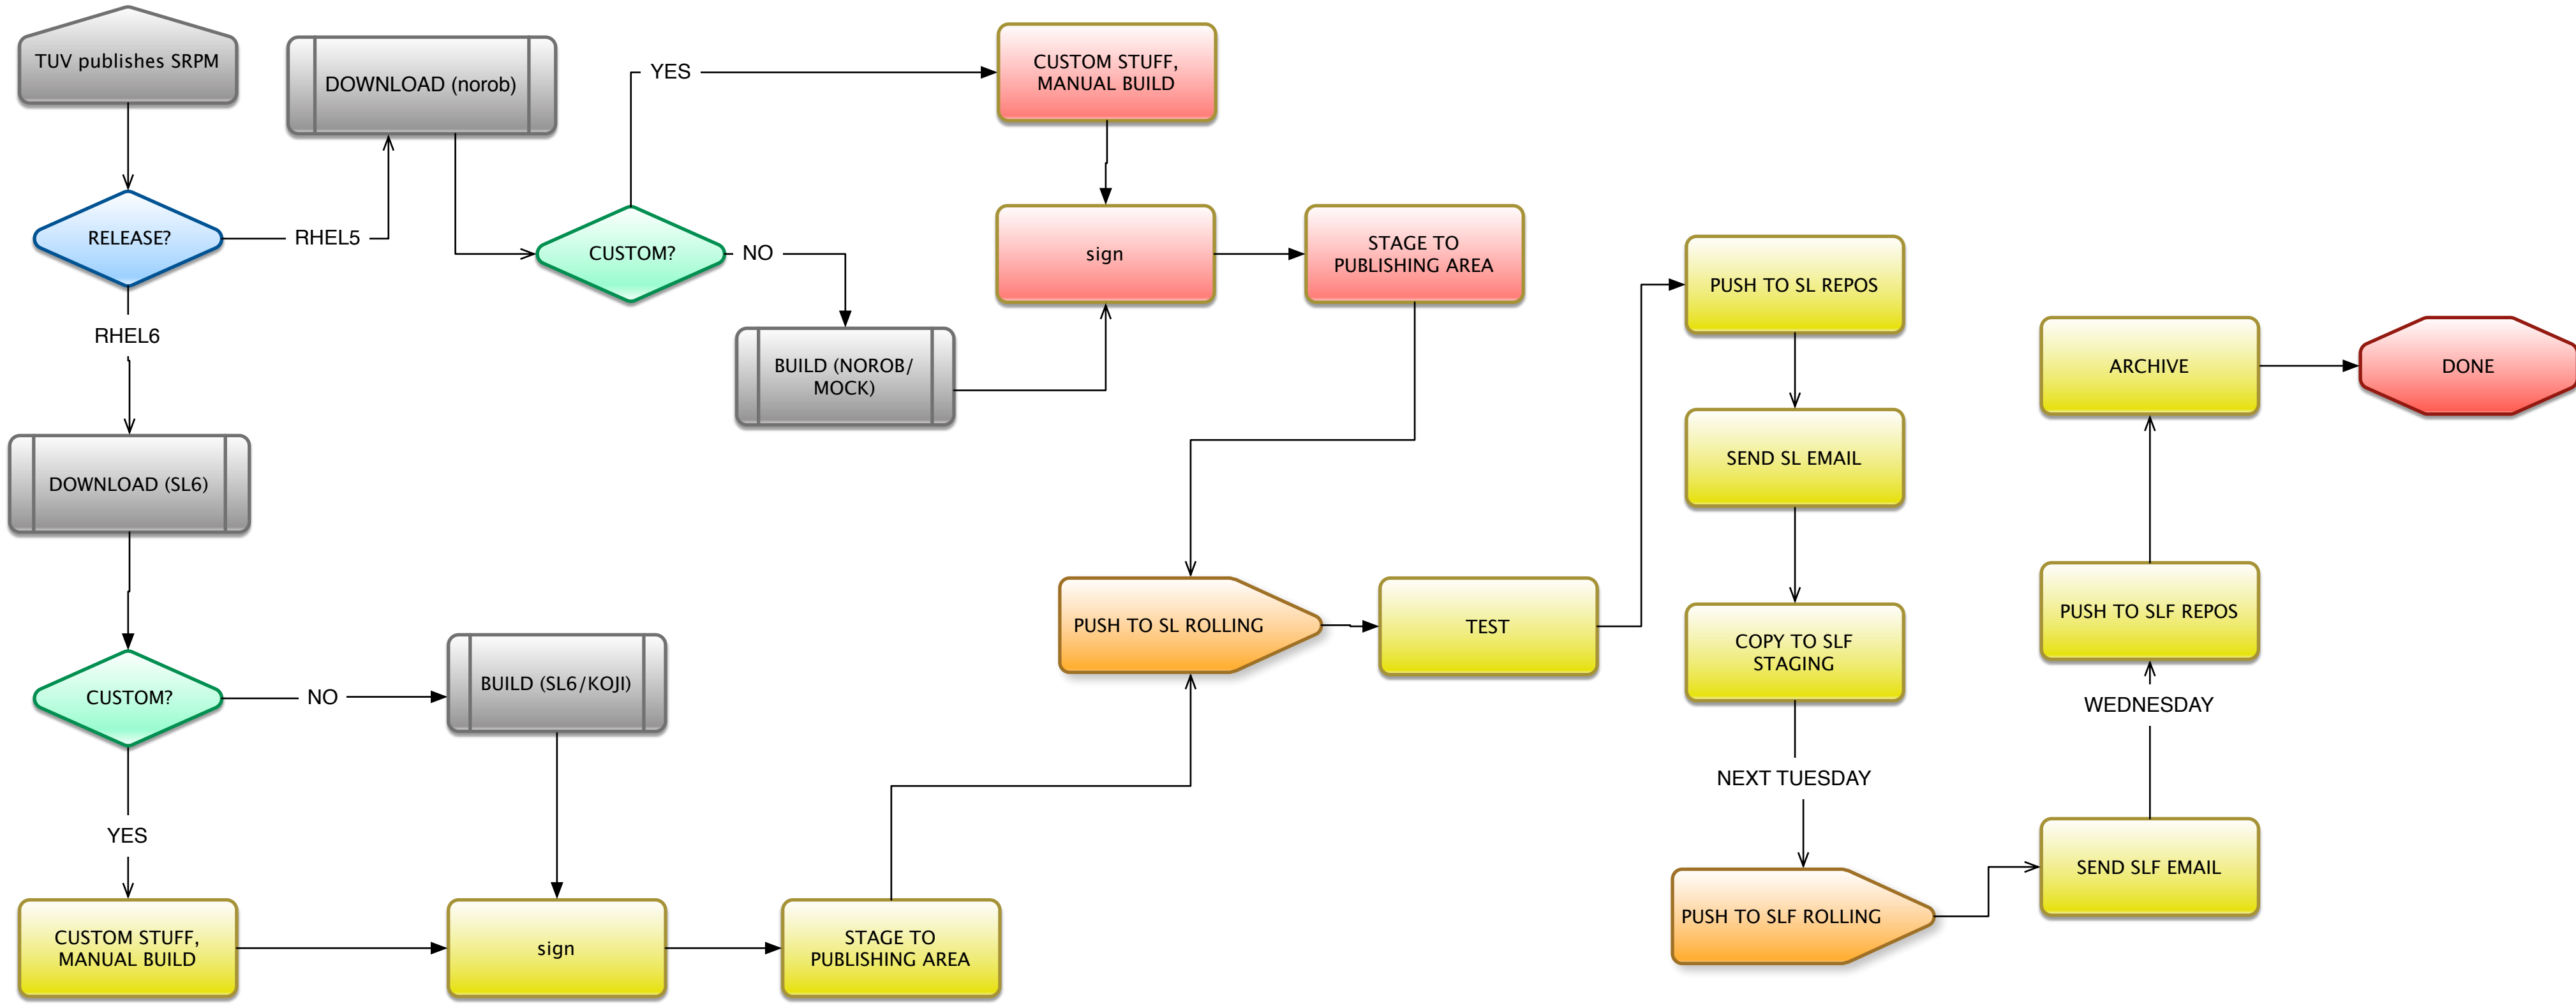 TUV publishes SRPM
DOWNLOAD (norob)
YES
CUSTOM STUFF,
MANUAL BUILD
RELEASE?
RHEL5
CUSTOM?
NO
sign
STAGE TO
PUBLISHING AREA
BUILD (NOROB/
MOCK)
RHEL6
DOWNLOAD (SL6)
CUSTOM?
NO
BUILD (SL6/KOJI)
YES
CUSTOM STUFF,
MANUAL BUILD
sign
STAGE TO
PUBLISHING AREA
PUSH TO SL ROLLING
TEST
PUSH TO SL REPOS
SEND SL EMAIL
COPY TO SLF
STAGING
NEXT TUESDAY
PUSH TO SLF ROLLING
SEND SLF EMAIL
WEDNESDAY
PUSH TO SLF REPOS
ARCHIVE
DONE